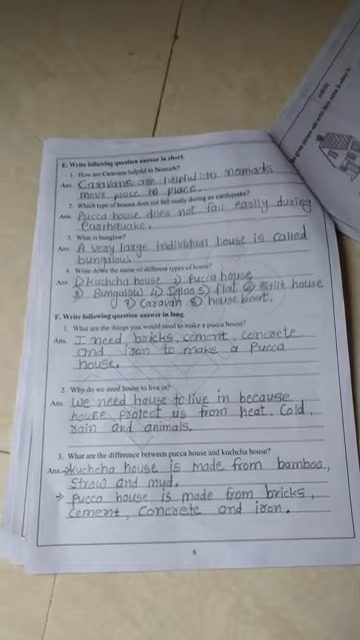 E. Write following question answer in short.
1. How are Caravans helpful to Nomads?
Ans. Caravans are helpful to nomads
move place to place.
2. Which type of houses does not fall easily during an earthquake?
Ans. Pucca house does not fall easily during
earthquake.
3. What is bunglow?
Ans. A very large individual house is called
bungalows.
4. Write down the name of different types of house?
Ans. 1) Kuchcha house 2) Pucca house
3) Bungalow 4) Igloo 5) flat 6) Stilt house
7) Caravan 8) house boat.
F. Write following question answer in long.
1. What are the things you would need to make a pucca house?
Ans. I need bricks, cement, concrete
and iron to make a Pucca
house.
2. Why do we need house to live in?
Ans. We need house to live in because
house protect us from heat, cold,
rain and animals.
3. What are the difference between pucca house and kuchcha house?
Ans.→ kuchcha house is made from bamboo,
Straw and mud.
→ Pucca house is made from bricks,
cement, concrete and iron.
6